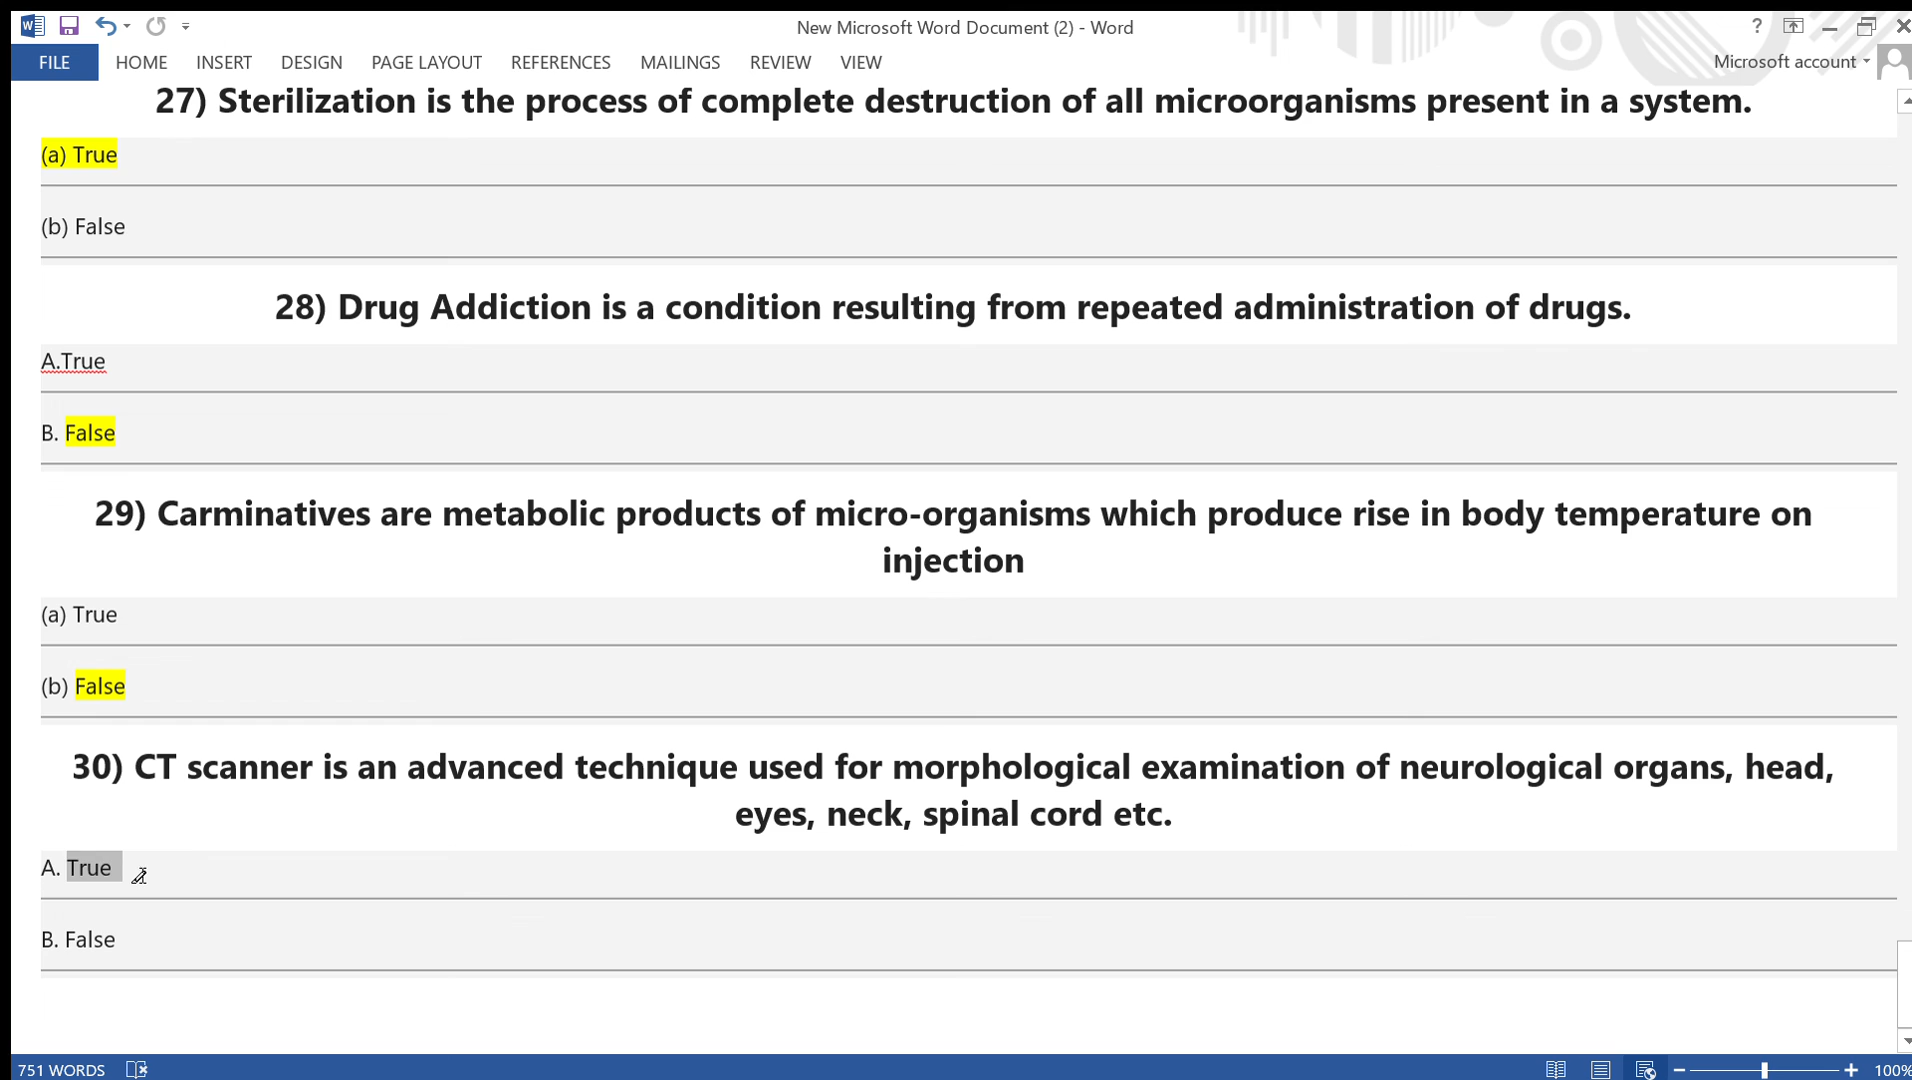 New Microsoft Word Document (2) - Word
?
FILE HOME INSERT DESIGN PAGE LAYOUT REFERENCES MAILINGS REVIEW VIEW Microsoft account
27) Sterilization is the process of complete destruction of all microorganisms present in a system.
(a) True
(b) False
28) Drug Addiction is a condition resulting from repeated administration of drugs.
A.True
B. False
29) Carminatives are metabolic products of micro-organisms which produce rise in body temperature on
injection
(a) True
(b) False
30) CT scanner is an advanced technique used for morphological examination of neurological organs, head,
eyes, neck, spinal cord etc.
A. True
B. False
751 WORDS 100%